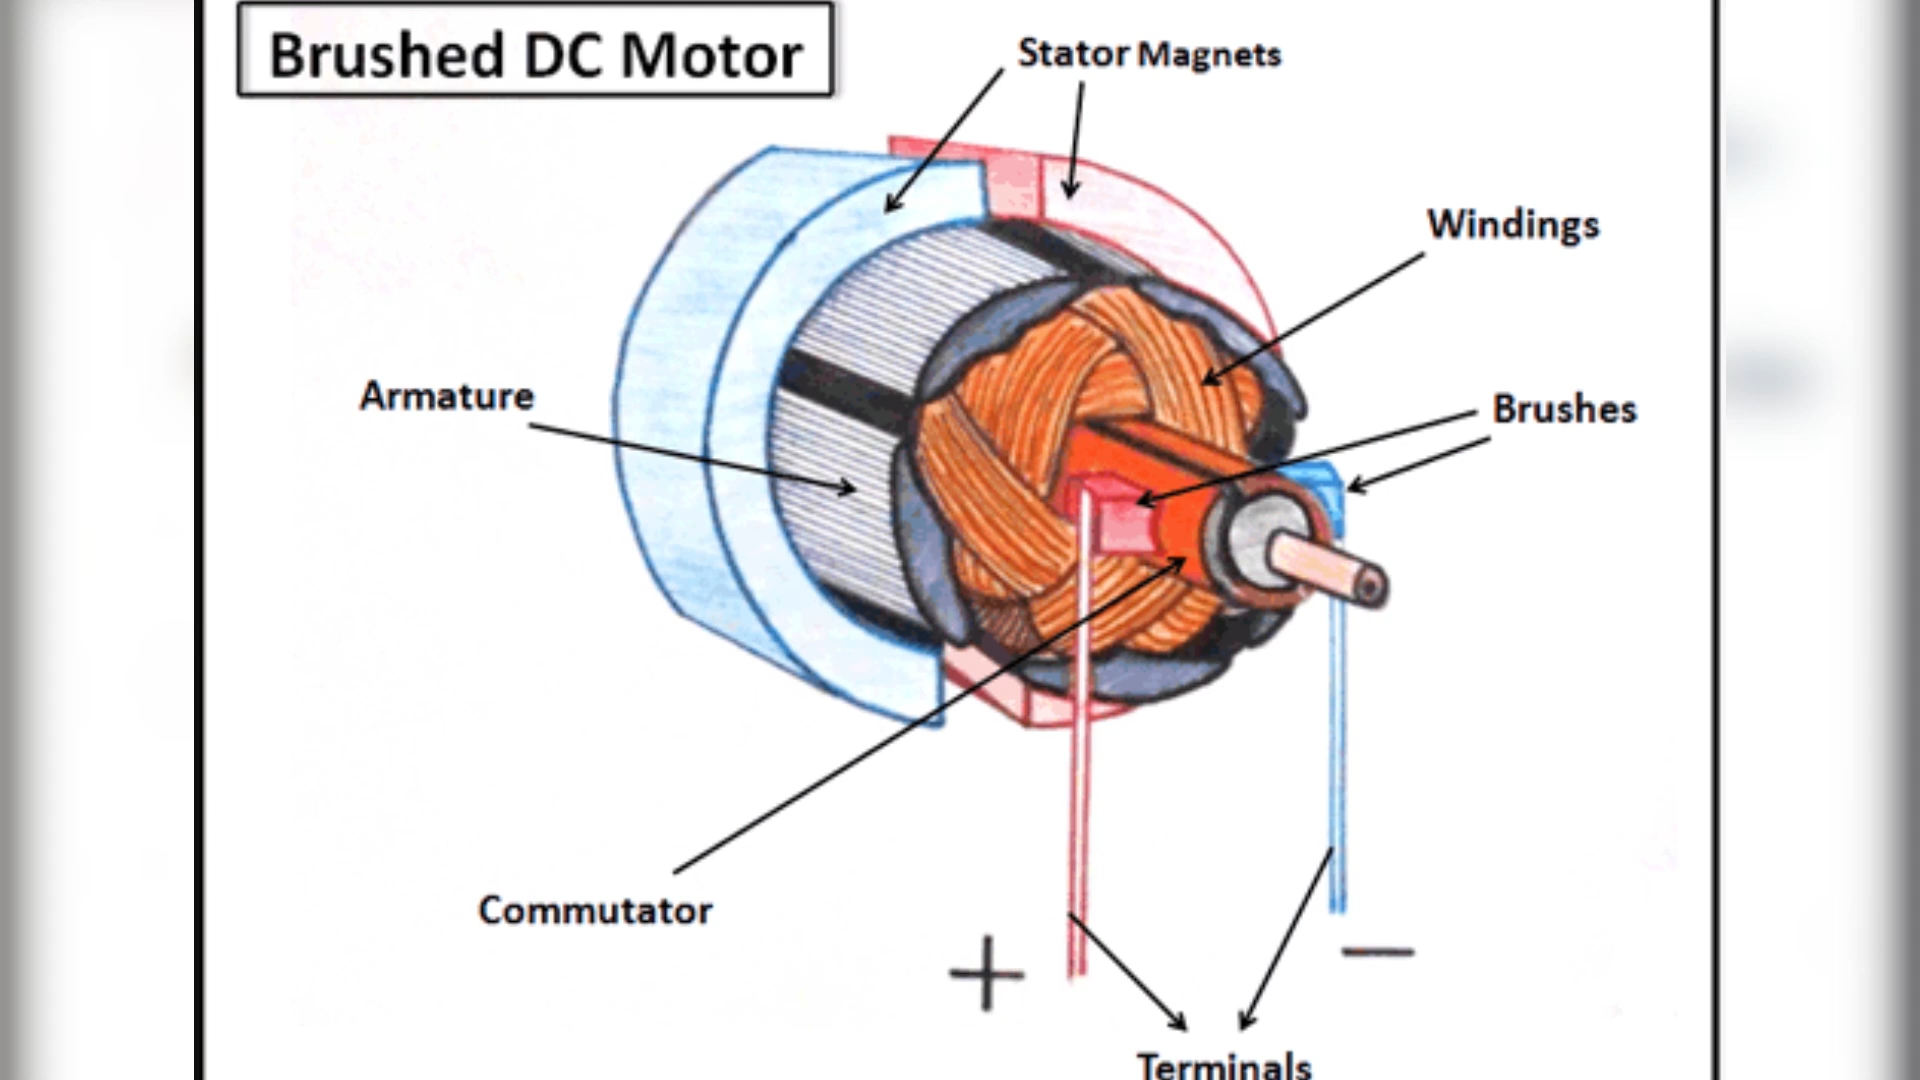 Brushed DC Motor
Stator Magnets
Windings
Armature
Brushes
Commutator
+
—
Terminals